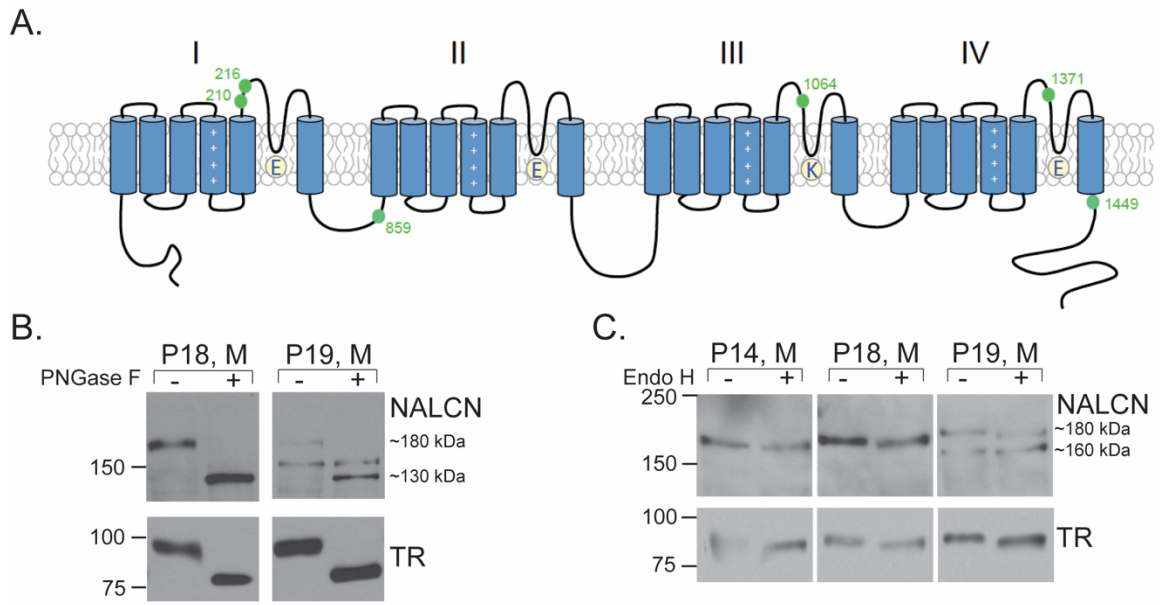 A.
I II III IV
216
210
1064
1371
+ + + +
+ + + +
+ + + +
+ + + +
E E K E
859
1449
B.
P18, M P19, M
PNGase F - + - +
NALCN
~180 kDa
150
~130 kDa
100
TR
75
C.
P14, M P18, M P19, M
Endo H - + - + - +
250
NALCN
~180 kDa
~160 kDa
150
100
TR
75